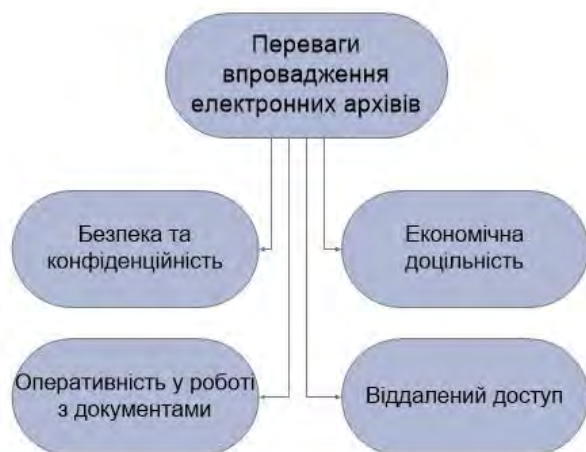 Переваги
впровадження
електронних архівів
Безпека та
конфіденційність
Економічна
доцільність
Оперативність у роботі
з документами
Віддалений доступ